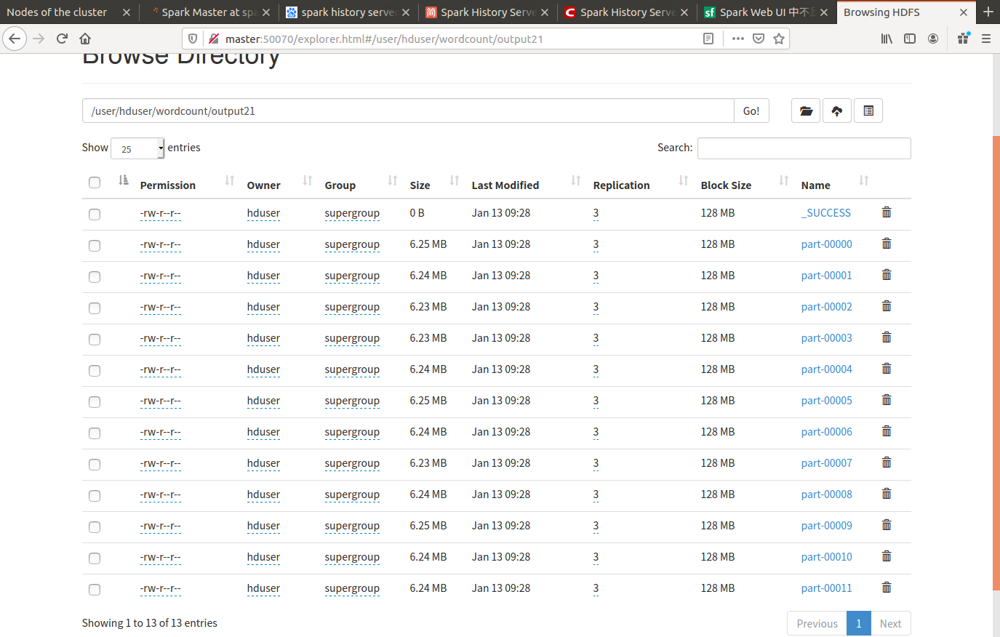 Nodes of the cluster
Spark Master at spa
spark history server
Spark History Serve
Spark History Serve
Spark Web UI 中不
Browsing HDFS
master:50070/explorer.html#/user/hduser/wordcount/output21
Browse Directory
/user/hduser/wordcount/output21 Go!
Show 25 entries Search:
Permission Owner Group Size Last Modified Replication Block Size Name
-rw-r--r-- hduser supergroup 0 B Jan 13 09:28 3 128 MB _SUCCESS
-rw-r--r-- hduser supergroup 6.25 MB Jan 13 09:28 3 128 MB part-00000
-rw-r--r-- hduser supergroup 6.24 MB Jan 13 09:28 3 128 MB part-00001
-rw-r--r-- hduser supergroup 6.23 MB Jan 13 09:28 3 128 MB part-00002
-rw-r--r-- hduser supergroup 6.23 MB Jan 13 09:28 3 128 MB part-00003
-rw-r--r-- hduser supergroup 6.24 MB Jan 13 09:28 3 128 MB part-00004
-rw-r--r-- hduser supergroup 6.25 MB Jan 13 09:28 3 128 MB part-00005
-rw-r--r-- hduser supergroup 6.24 MB Jan 13 09:28 3 128 MB part-00006
-rw-r--r-- hduser supergroup 6.23 MB Jan 13 09:28 3 128 MB part-00007
-rw-r--r-- hduser supergroup 6.24 MB Jan 13 09:28 3 128 MB part-00008
-rw-r--r-- hduser supergroup 6.25 MB Jan 13 09:28 3 128 MB part-00009
-rw-r--r-- hduser supergroup 6.24 MB Jan 13 09:28 3 128 MB part-00010
-rw-r--r-- hduser supergroup 6.24 MB Jan 13 09:28 3 128 MB part-00011
Showing 1 to 13 of 13 entries Previous 1 Next